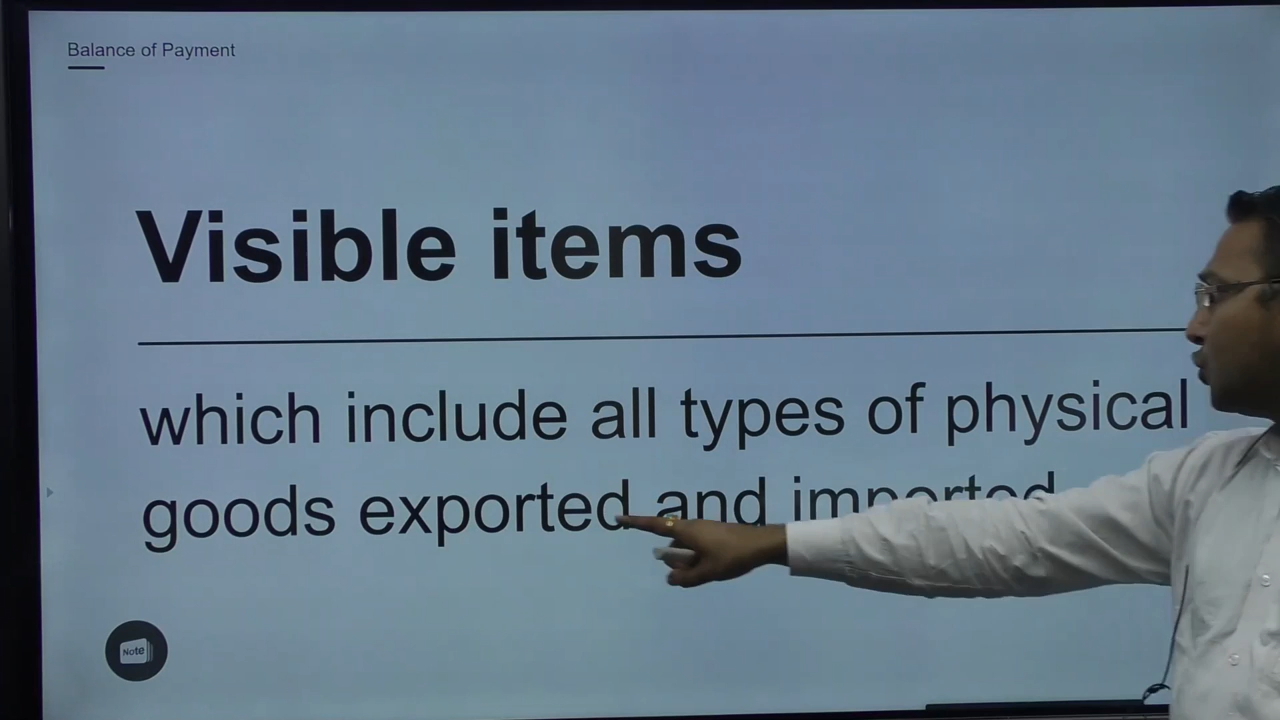 Balance of Payment
Visible items
which include all types of physical
goods exported and imported
Note